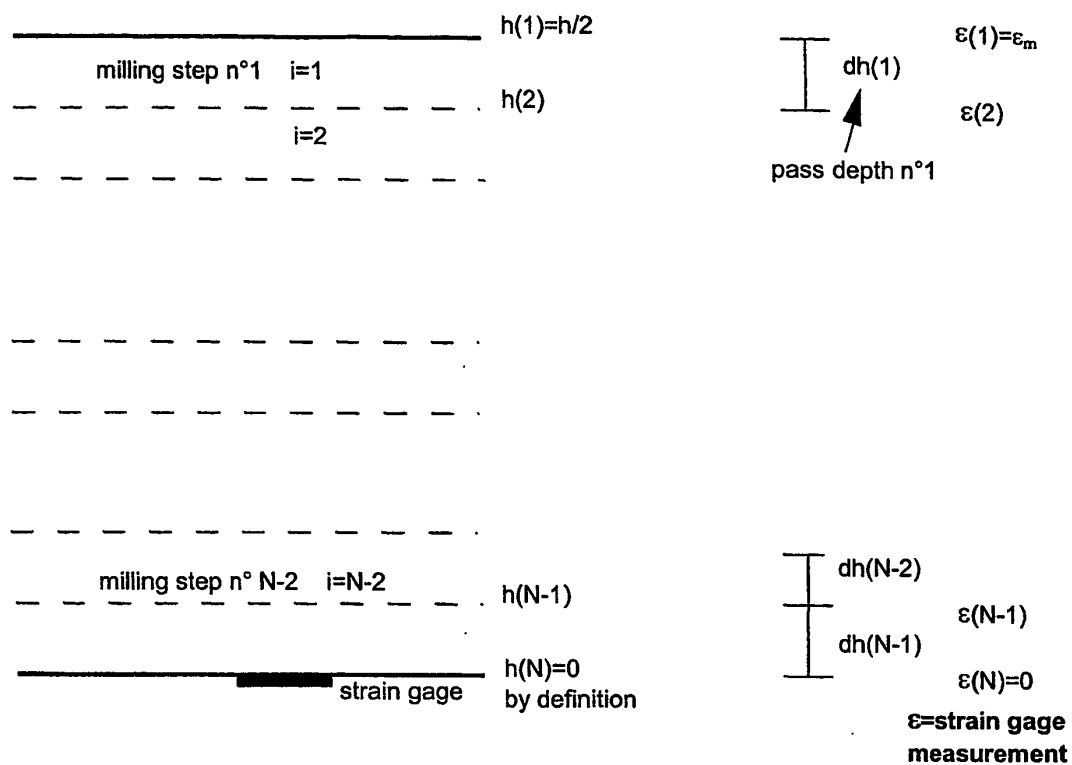 h(1)=h/2
ε(1)=εm
milling step n°1 i=1
dh(1)
h(2)
ε(2)
i=2
pass depth n°1
milling step n° N-2 i=N-2
dh(N-2)
h(N-1)
ε(N-1)
dh(N-1)
h(N)=0
strain gage
by definition
ε(N)=0
ε=strain gage
measurement